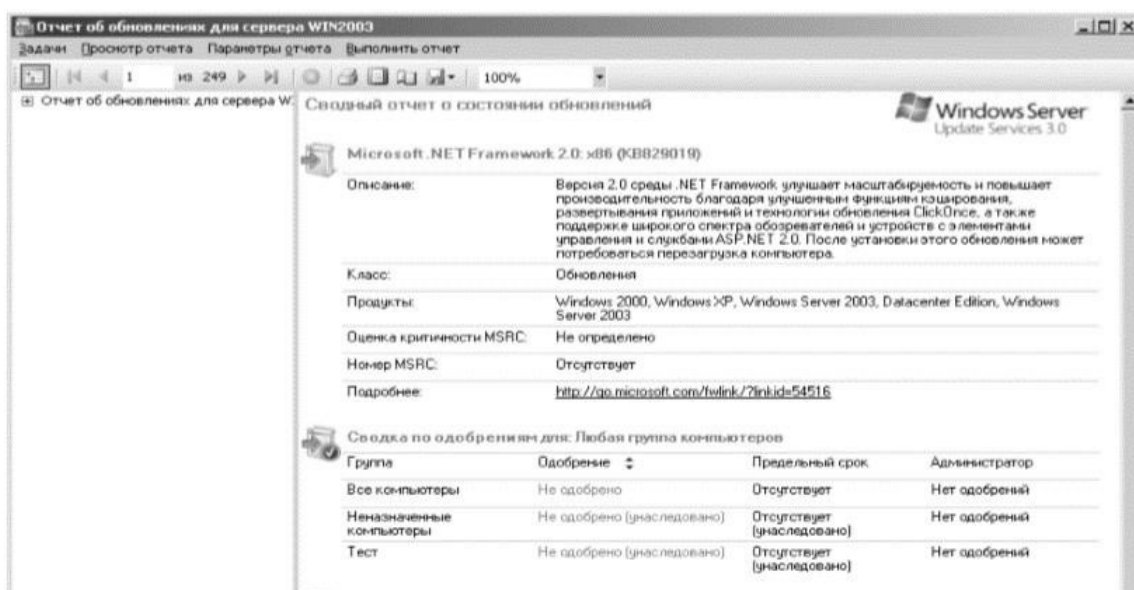 Отчет об обновлениях для сервера WIN2003
Задачи Просмотр отчета Параметры отчета Выполнить отчет
1 из 249 100%
Отчет об обновлениях для сервера W
Сводный отчет о состоянии обновлений
Windows Server
Update Services 3.0
Microsoft .NET Framework 2.0: x86 (KB829019)
Описание: Версия 2.0 среды .NET Framework улучшает масштабируемость и повышает
производительность благодаря улучшенным функциям кэширования,
развертывания приложений и технологии обновления ClickOnce, а также
поддержке широкого спектра обозревателей и устройств с элементами
управления и службами ASP.NET 2.0. После установки этого обновления может
потребоваться перезагрузка компьютера.
Класс: Обновления
Продукты: Windows 2000, Windows XP, Windows Server 2003, Datacenter Edition, Windows
Server 2003
Оценка критичности MSRC: Не определено
Номер MSRC: Отсутствует
Подробнее: http://go.microsoft.com/fwlink/?linkid=54516
Сводка по одобрениям для: Любая группа компьютеров
Группа Одобрение Предельный срок Администратор
Все компьютеры Не одобрено Отсутствует Нет одобрений
Неназначенные Не одобрено (унаследовано) Отсутствует Нет одобрений
компьютеры (унаследовано)
Тест Не одобрено (унаследовано) Отсутствует Нет одобрений
(унаследовано)